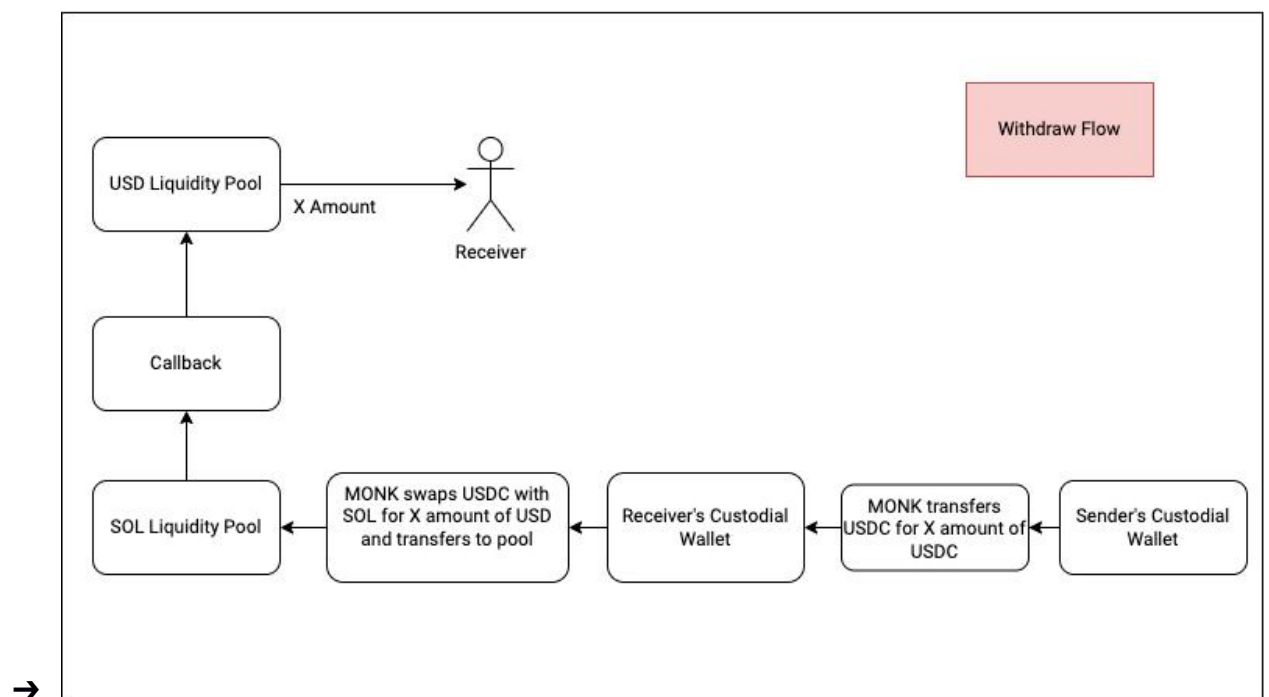 Withdraw Flow
USD Liquidity Pool
X Amount
Receiver
Callback
SOL Liquidity Pool
MONK swaps USDC with
SOL for X amount of USD
and transfers to pool
Receiver's Custodial
Wallet
MONK transfers
USDC for X amount of
USDC
Sender's Custodial
Wallet